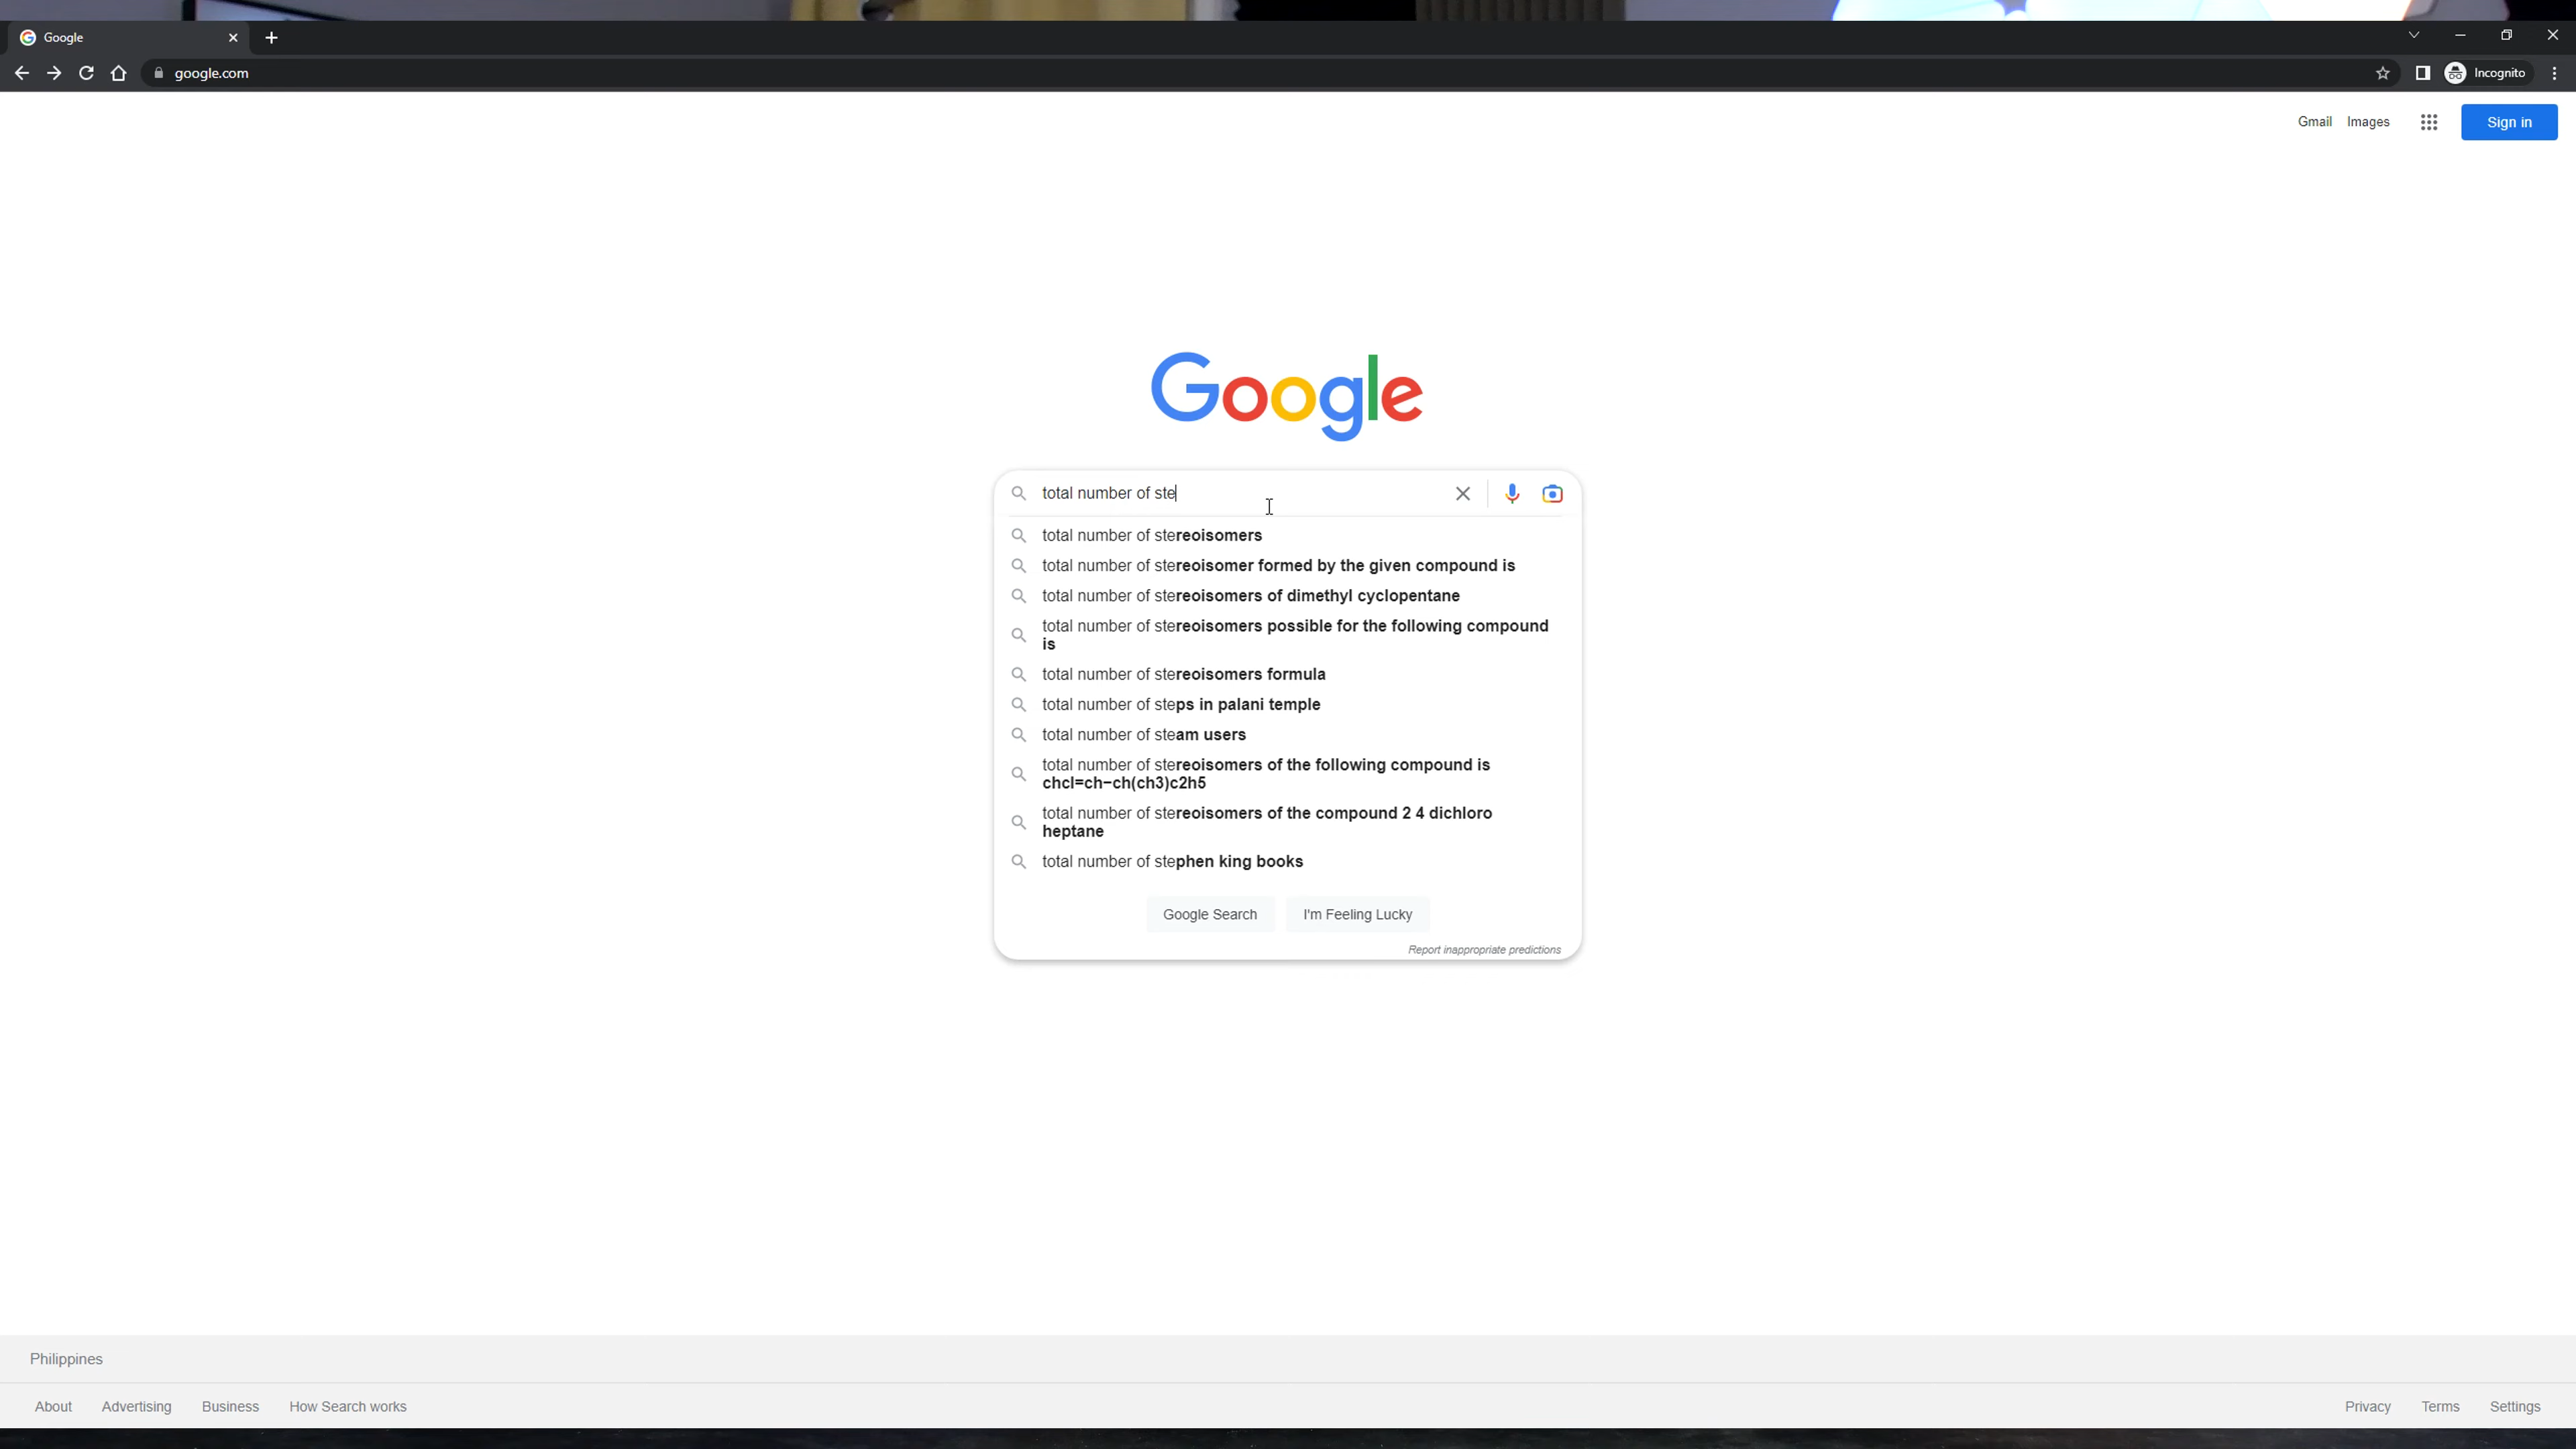 Google
google.com
Incognito
Gmail Images Sign in
Google
total number of ste
total number of stereoisomers
total number of stereoisomer formed by the given compound is
total number of stereoisomers of dimethyl cyclopentane
total number of stereoisomers possible for the following compound
is
total number of stereoisomers formula
total number of steps in palani temple
total number of steam users
total number of stereoisomers of the following compound is
chcl=ch−ch(ch3)c2h5
total number of stereoisomers of the compound 2 4 dichloro
heptane
total number of stephen king books
Google Search I'm Feeling Lucky
Report inappropriate predictions
Philippines
About Advertising Business How Search works Privacy Terms Settings